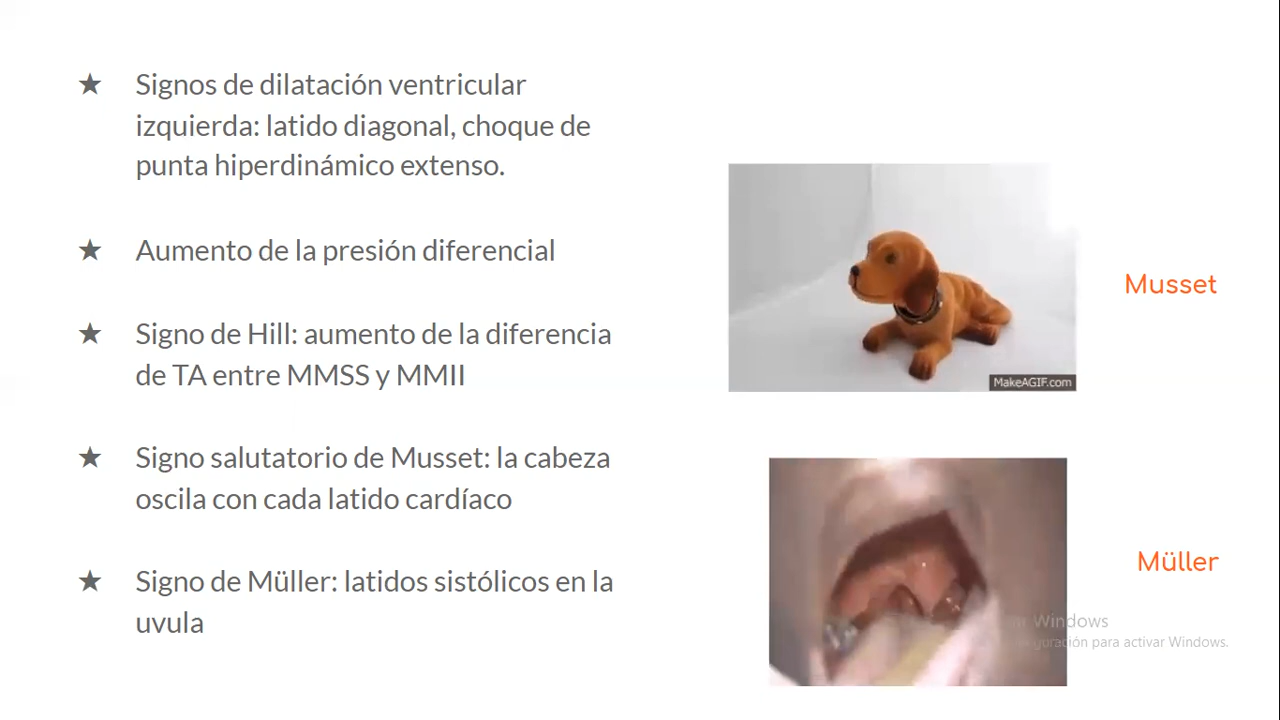 ★ Signos de dilatación ventricular
izquierda: latido diagonal, choque de
punta hiperdinámico extenso.
★ Aumento de la presión diferencial
★ Signo de Hill: aumento de la diferencia
de TA entre MMSS y MMII
★ Signo salutatorio de Musset: la cabeza
oscila con cada latido cardíaco
★ Signo de Müller: latidos sistólicos en la
uvula
MakeAGIF.com
Musset
Müller
Windows
para activar Windows.